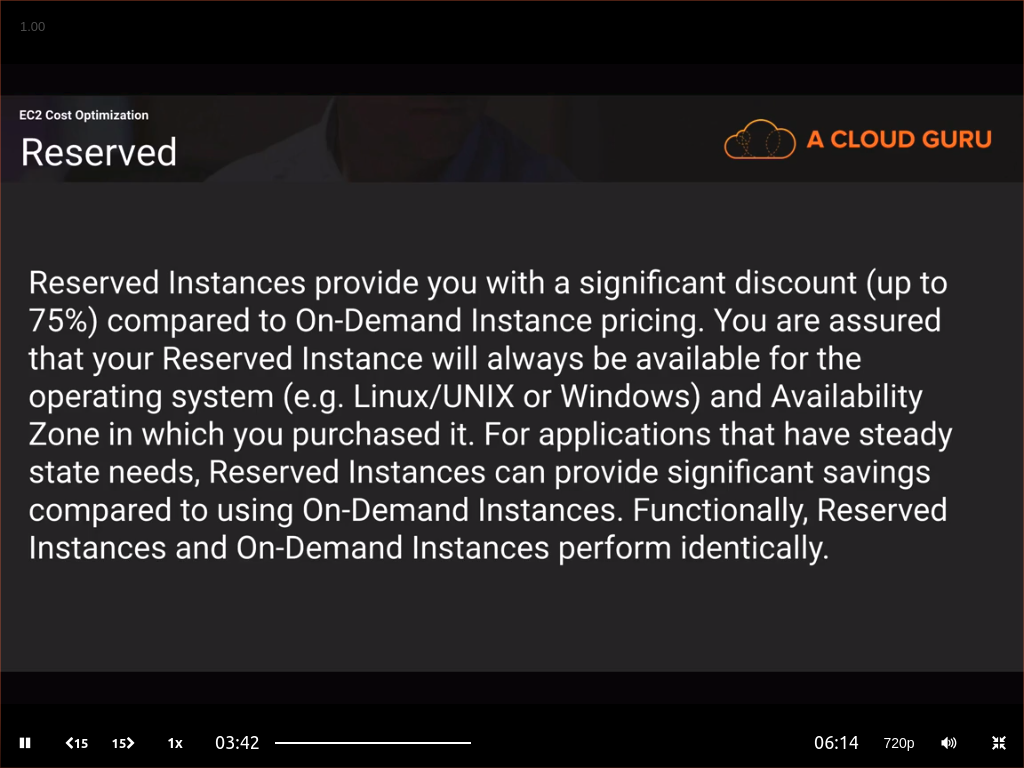 1.00
EC2 Cost Optimization
Reserved
A CLOUD GURU
Reserved Instances provide you with a significant discount (up to
75%) compared to On-Demand Instance pricing. You are assured
that your Reserved Instance will always be available for the
operating system (e.g. Linux/UNIX or Windows) and Availability
Zone in which you purchased it. For applications that have steady
state needs, Reserved Instances can provide significant savings
compared to using On-Demand Instances. Functionally, Reserved
Instances and On-Demand Instances perform identically.
15 15 1x 03:42 06:14 720p